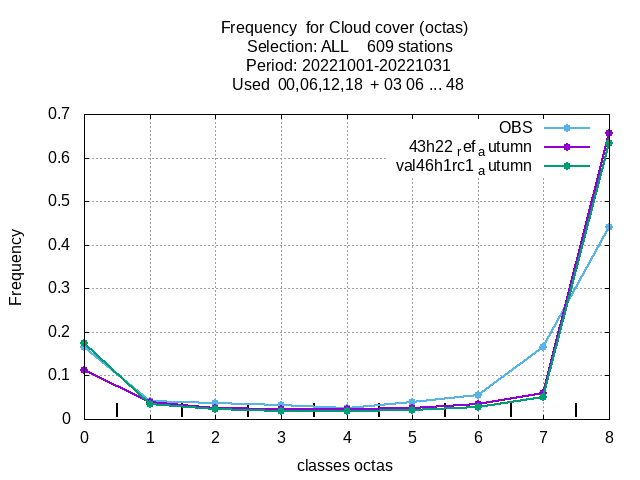 Frequency for Cloud cover (octas)
Selection: ALL 609 stations
Period: 20221001-20221031
Used 00,06,12,18 + 03 06 ... 48
0.7
0.6
0.5
0.4
0.3
0.2
0.1
0
Frequency
OBS
43h22 refautumn
val46h1rc1 autumn
0 1 2 3 4 5 6 7 8
classes octas